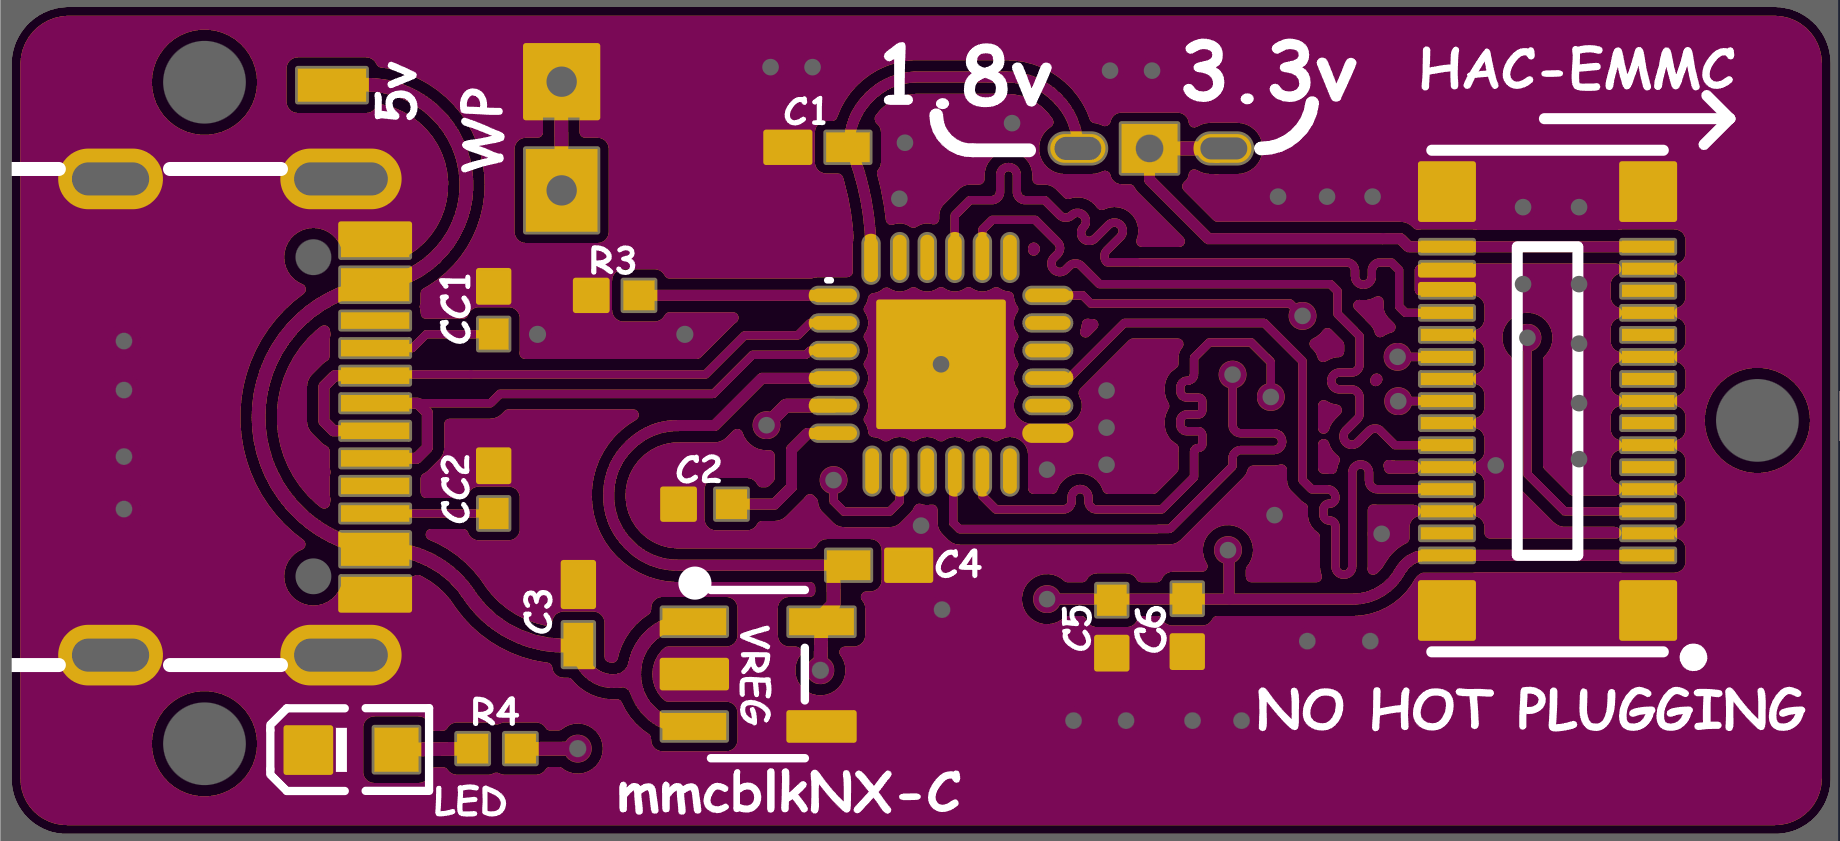 5v
WP
C1
1.8v
3.3v
HAC-EMMC
R3
CC1
CC2
C2
C4
C3
VREG
C5
C6
NO HOT PLUGGING
R4
LED
mmcblkNX-C